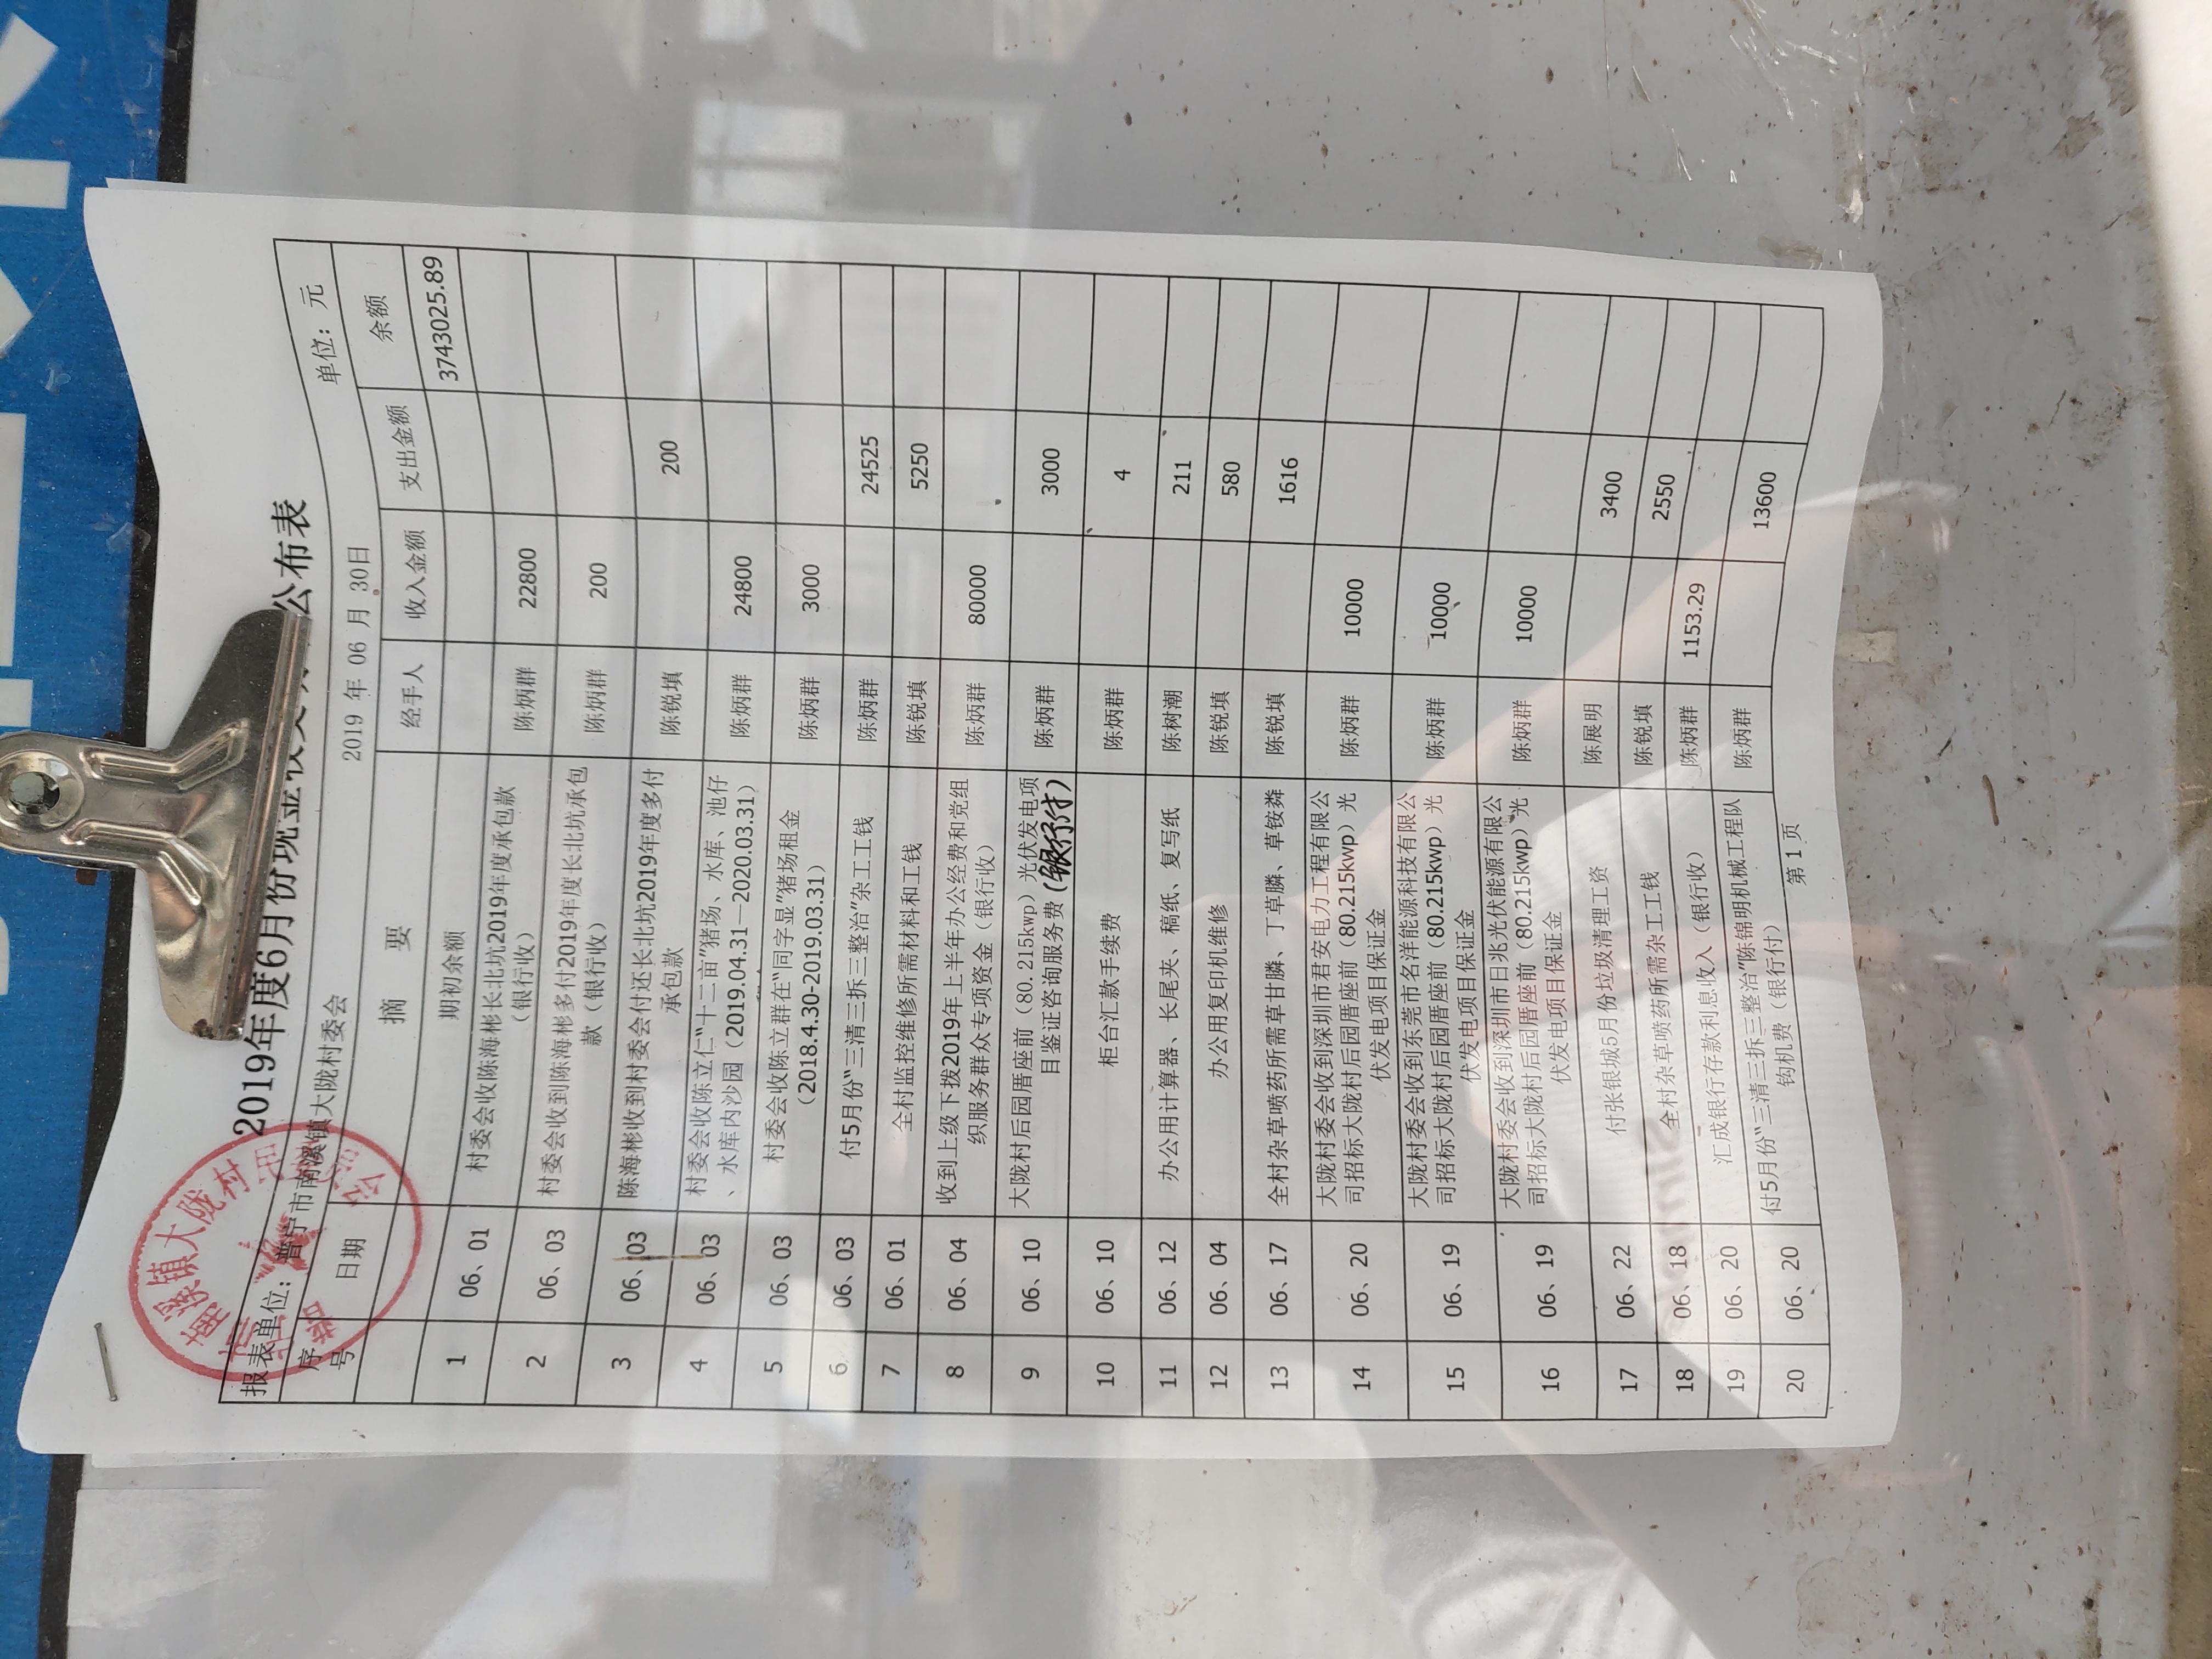 2019年度6月份现金收支
公布表
报表单位：普宁市南溪镇大陇村委会 2019 年 06 月 30日 单位：元
序号 日期 摘 要 经手人 收入金额 支出金额 余额
期初余额 3743025.89
1 06、01 村委会收陈海彬长北坑2019年度承包款 陈炳群 22800
（银行收）
2 06、03 村委会收到陈海彬多付2019年度长北坑承包 陈炳群 200
款（银行收）
3 06、03 陈海彬收到村委会付还长北坑2019年度多付 陈锐填 200
承包款
4 06、03 村委会收陈立仁“十三亩”猪场、水库、池仔 陈炳群 24800
、水库内沙园（2019.04.31—2020.03.31）
5 06、03 村委会收陈立群在“同字显”猪场租金 陈炳群 3000
（2018.4.30-2019.03.31）
6 06、03 付5月份“三清三拆三整治”杂工工钱 陈炳群 24525
7 06、01 全村监控维修所需材料和工钱 陈锐填 5250
8 06、04 收到上级下拨2019年上半年办公经费和党组 陈炳群 80000
织服务群众专项资金（银行收）
9 06、10 大陇村后园厝座前（80.215kwp）光伏发电项 陈炳群 3000
目鉴证咨询服务费（银行付）
10 06、10 柜台汇款手续费 陈炳群 4
11 06、12 办公用计算器、长尾夹、稿纸、复写纸 陈树潮 211
12 06、04 办公用复印机维修 陈锐填 580
13 06、17 全村杂草喷药所需草甘膦、丁草膦、草铵粦 陈锐填 1616
14 06、20 大陇村委会收到深圳市君安电力工程有限公 陈炳群 10000
司招标大陇村后园厝座前（80.215kwp）光
伏发电项目保证金
15 06、19 大陇村委会收到东莞市名洋能源科技有限公 陈炳群 10000
司招标大陇村后园厝座前（80.215kwp）光
伏发电项目保证金
16 06、19 大陇村委会收到深圳市日兆光伏能源有限公 陈炳群 10000
司招标大陇村后园厝座前（80.215kwp）光
伏发电项目保证金
17 06、22 付张银城5月份垃圾清理工资 陈展明 3400
18 06、18 全村杂草喷药所需杂工工钱 陈锐填 2550
19 06、20 汇成银行存款利息收入（银行收） 陈炳群 1153.29
20 06、20 付5月份“三清三拆三整治”陈锦明机械工程队 陈炳群 13600
钩机费（银行付）
第 1 页